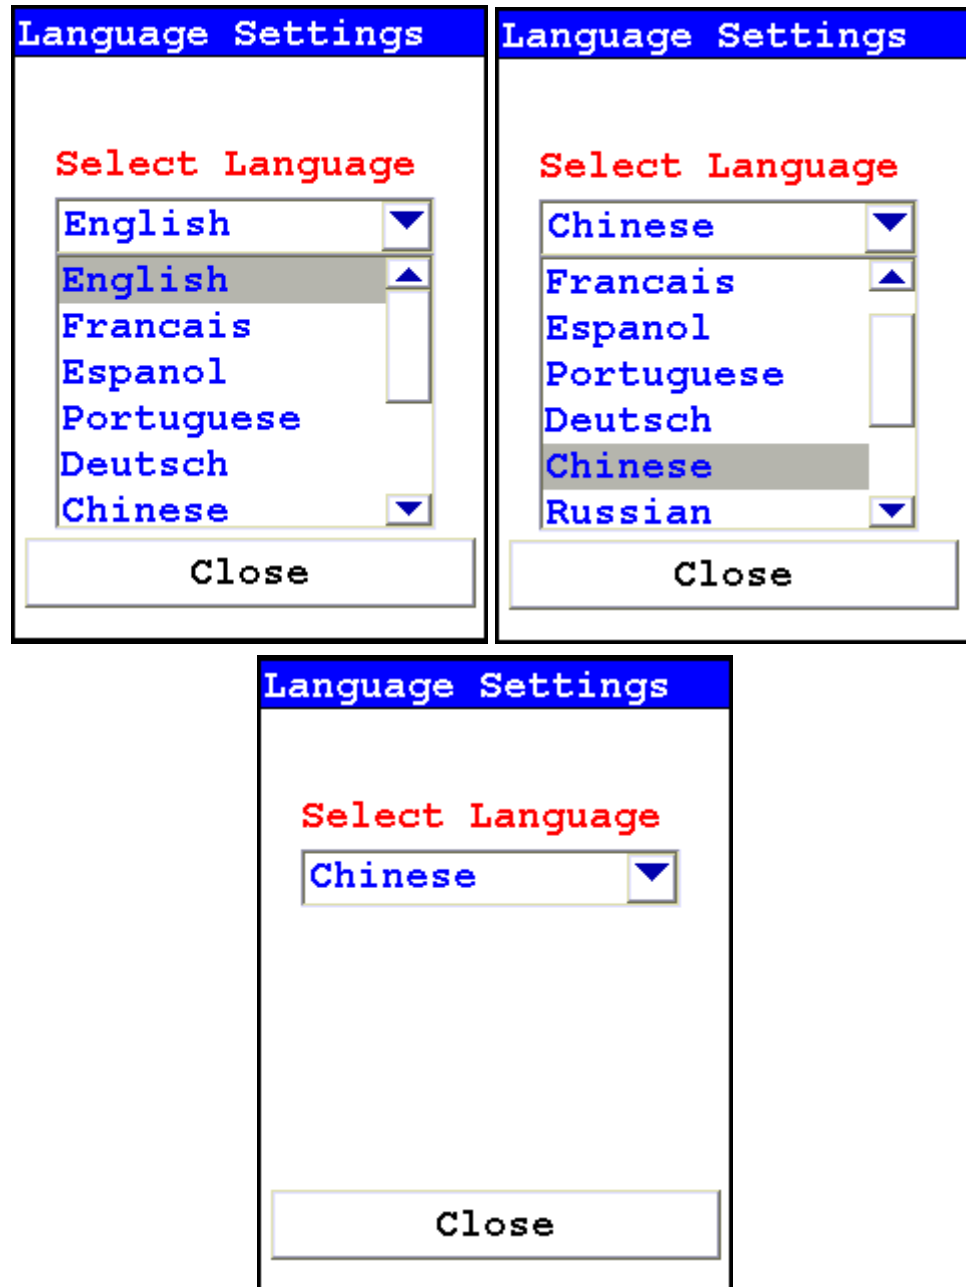 Language Settings
Select Language
English
English
Francais
Espanol
Portuguese
Deutsch
Chinese
Close
Language Settings
Select Language
Chinese
Francais
Espanol
Portuguese
Deutsch
Chinese
Russian
Close
Language Settings
Select Language
Chinese
Close